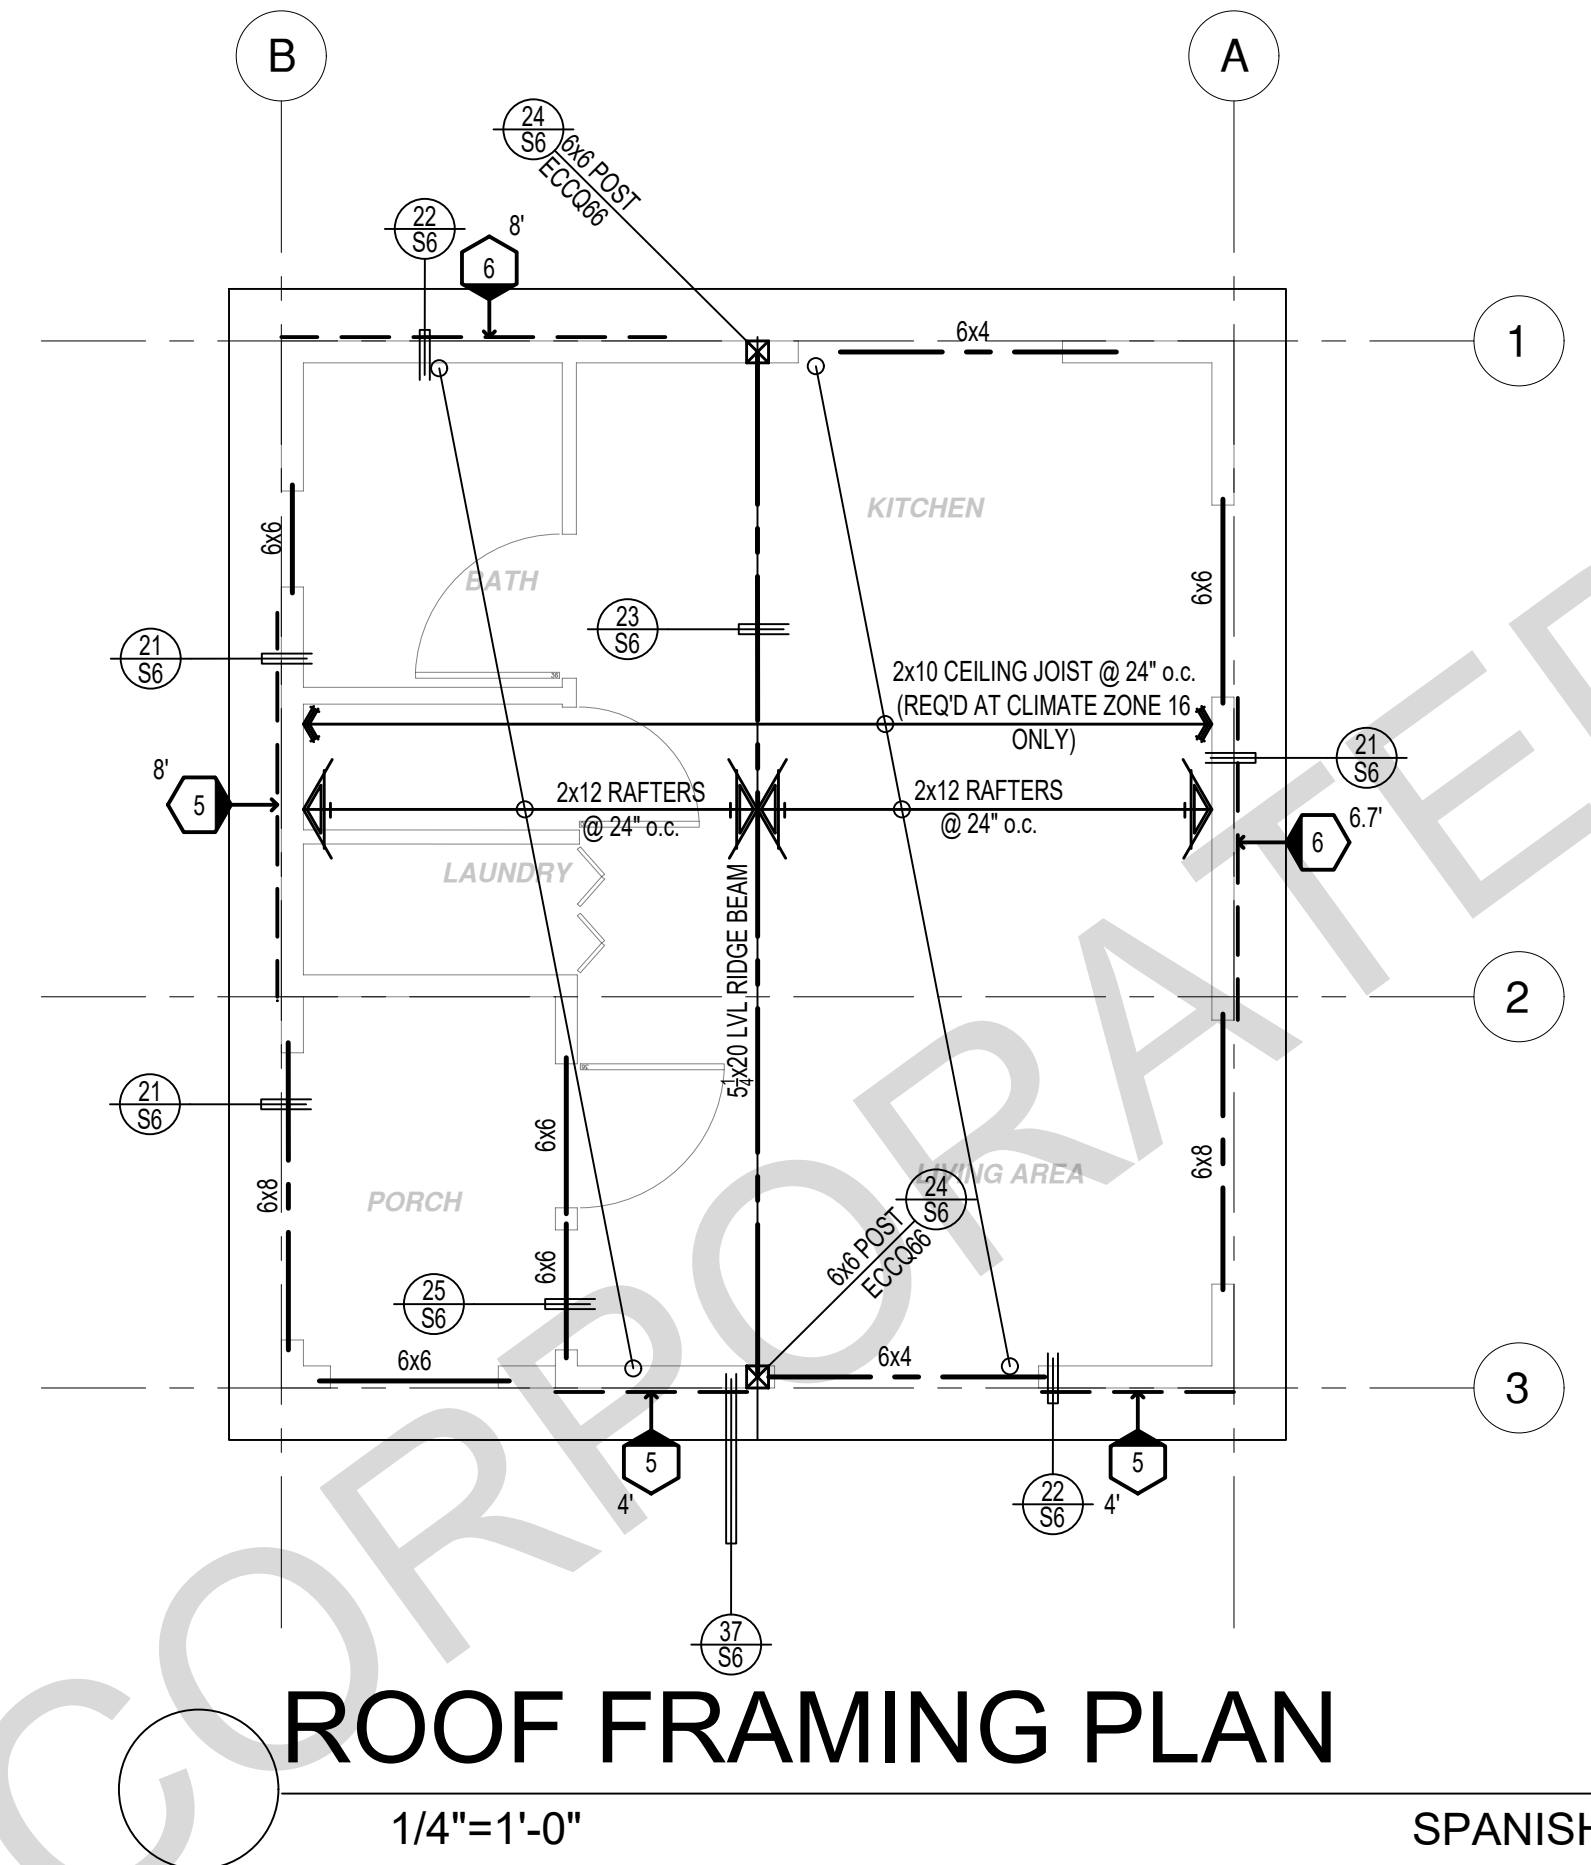 B
A
24
S6
6x6 POST
ECCQ66
22
S6
8'
6
6x4
1
KITCHEN
6x6
BATH
6x6
23
S6
21
S6
2x10 CEILING JOIST @ 24" o.c.
(REQ'D AT CLIMATE ZONE 16
ONLY)
21
S6
8'
5
2x12 RAFTERS
@ 24" o.c.
2x12 RAFTERS
@ 24" o.c.
6.7'
6
LAUNDRY
5 1/4x20 LVL RIDGE BEAM
2
21
S6
6x6
6x8
6x8
PORCH
LIVING AREA
24
S6
6x6 POST
ECCQ66
6x6
25
S6
6x6
6x4
3
5
4'
5
4'
22
S6
37
S6
ROOF FRAMING PLAN
1/4"=1'-0"
SPANISH
CORPORATE